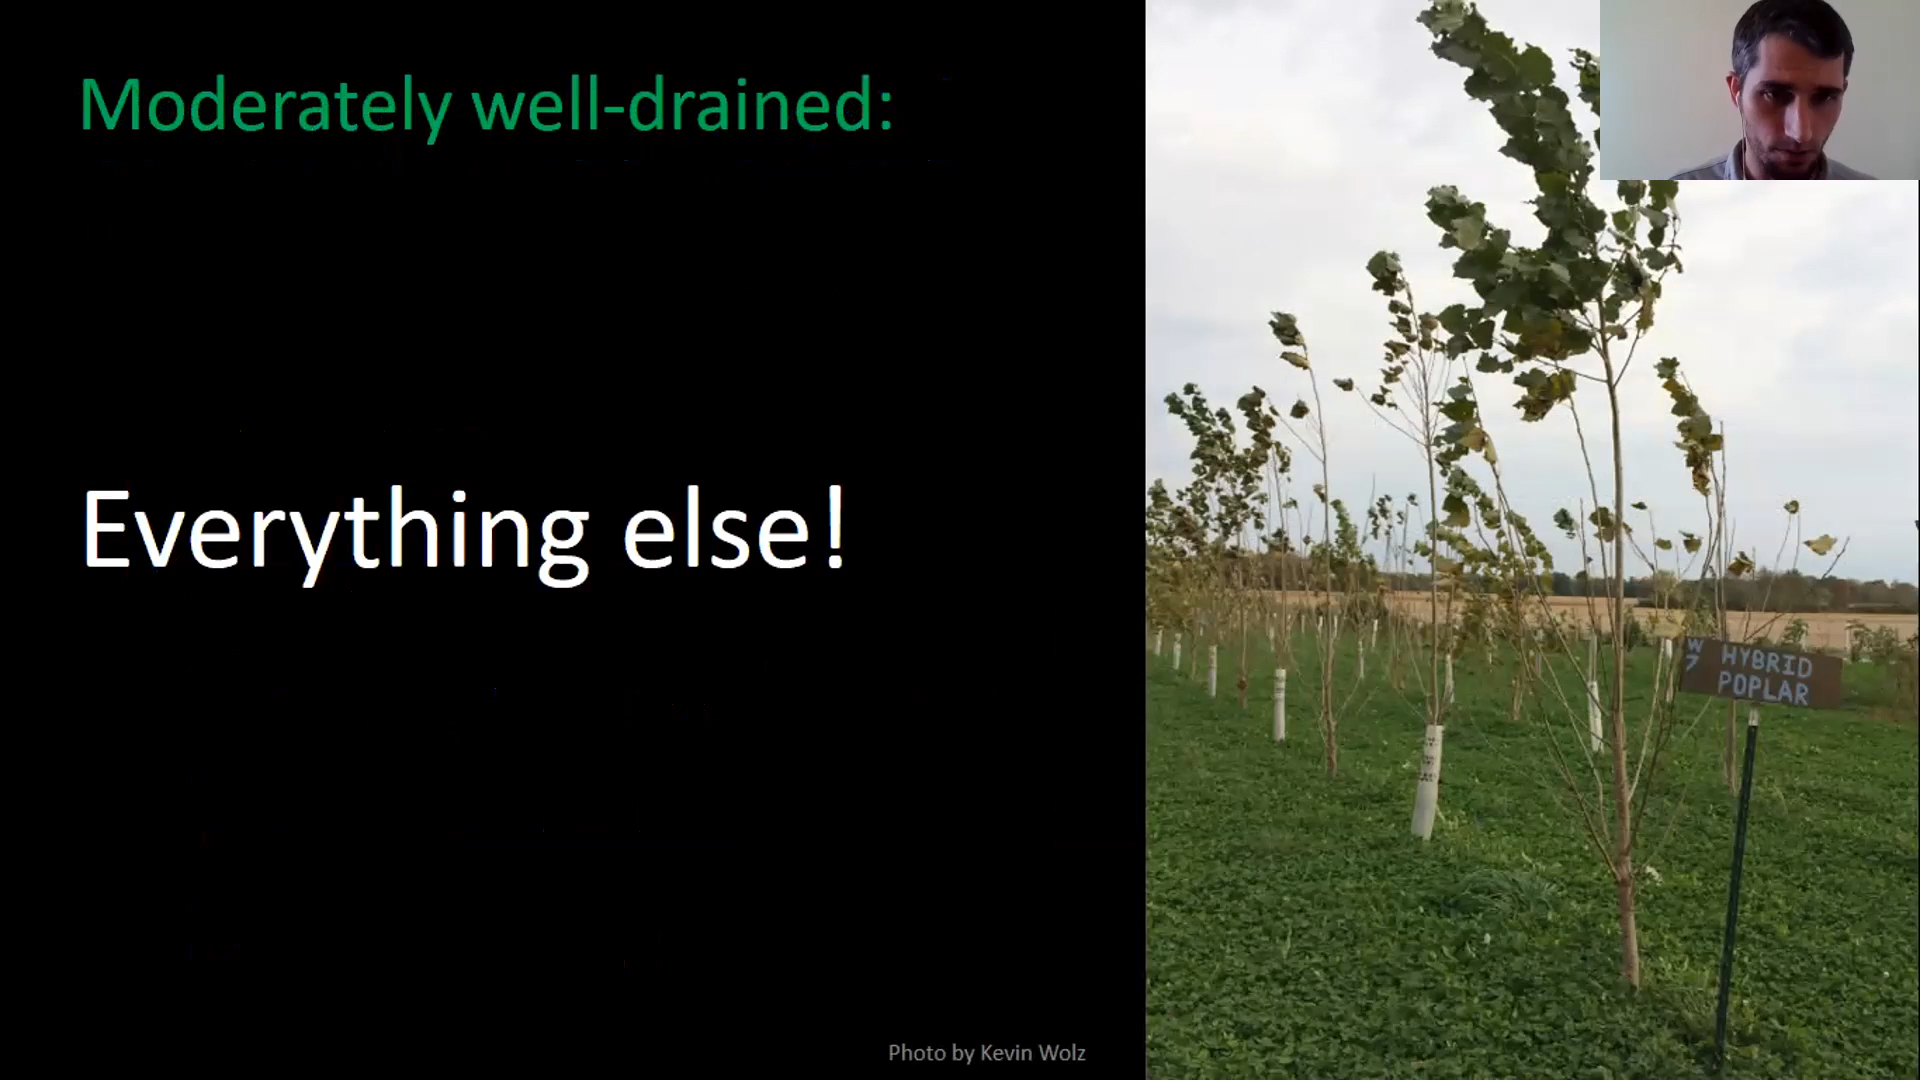 Moderately well-drained:
Everything else!
W
7
HYBRID
POPLAR
Photo by Kevin Wolz